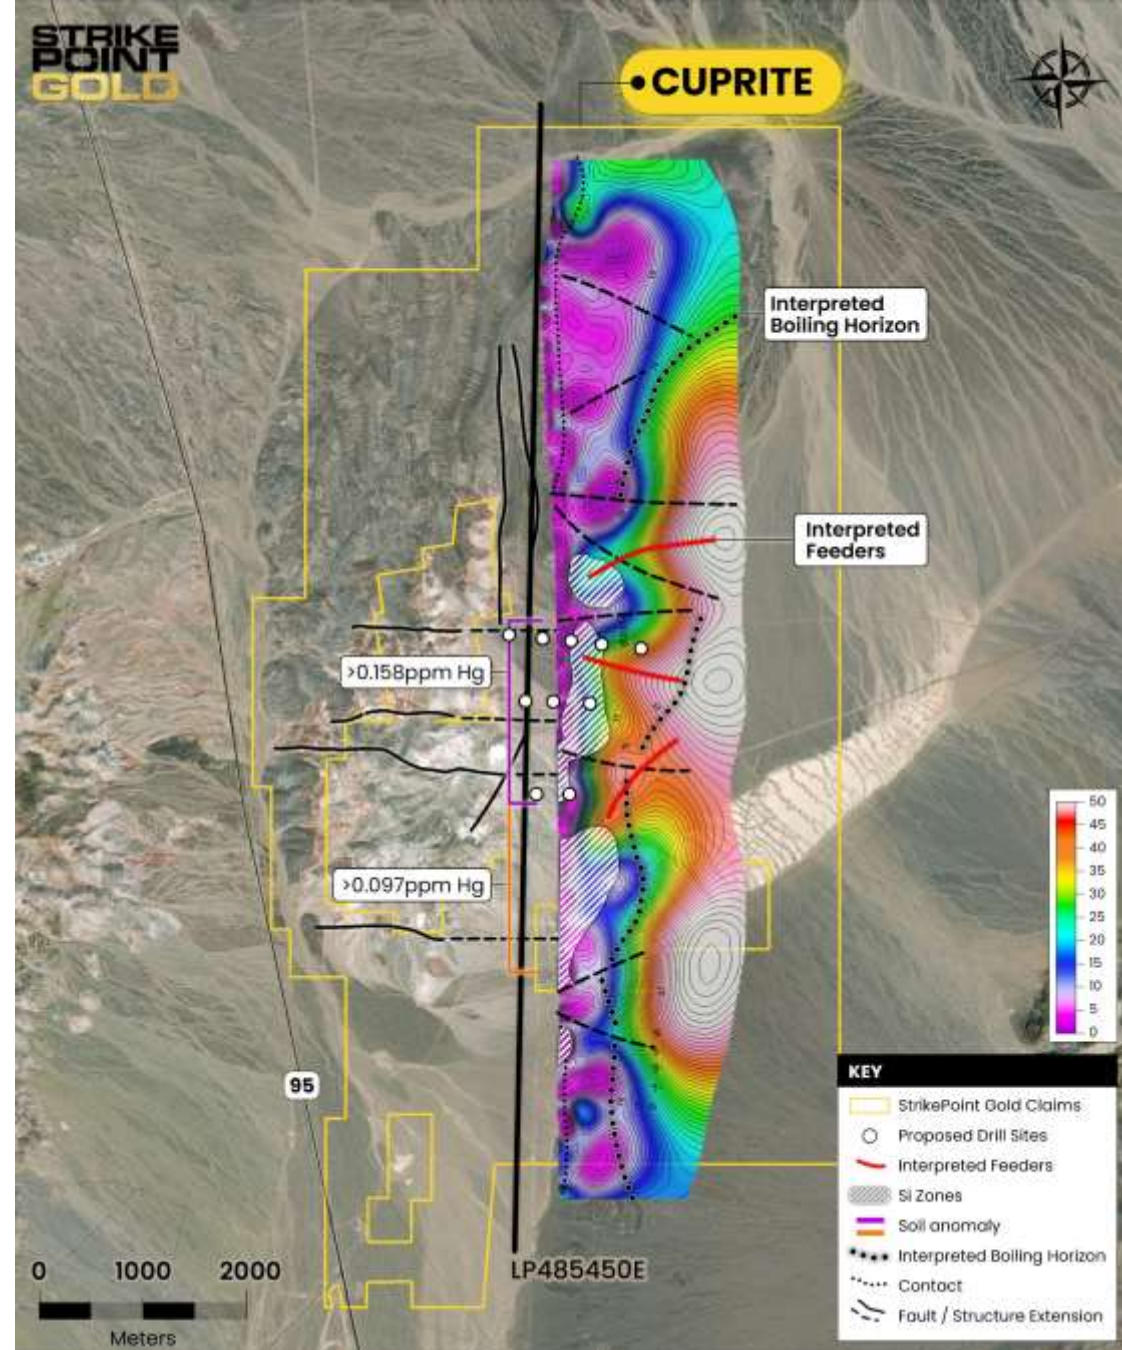 STRIKE
POINT
GOLD
CUPRITE
Interpreted
Boiling Horizon
Interpreted
Feeders
>0.158ppm Hg
>0.097ppm Hg
50
45
40
35
30
25
20
15
10
5
0
95
KEY
StrikePoint Gold Claims
Proposed Drill Sites
Interpreted Feeders
Si Zones
Soil anomaly
Interpreted Boiling Horizon
Contact
Fault / Structure Extension
LP485450E
0 1000 2000
Meters